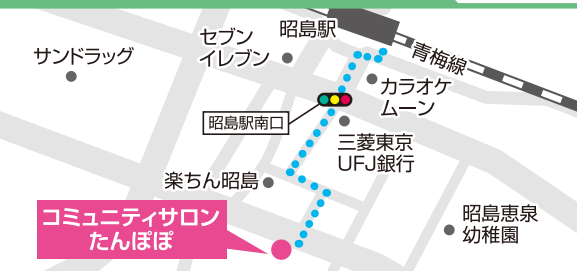 昭島駅
セブン
イレブン
サンドラッグ
青梅線
カラオケ
ムーン
昭島駅南口
三菱東京
UFJ銀行
楽ちん昭島
コミュニティサロン
たんぽぽ
昭島恵泉
幼稚園